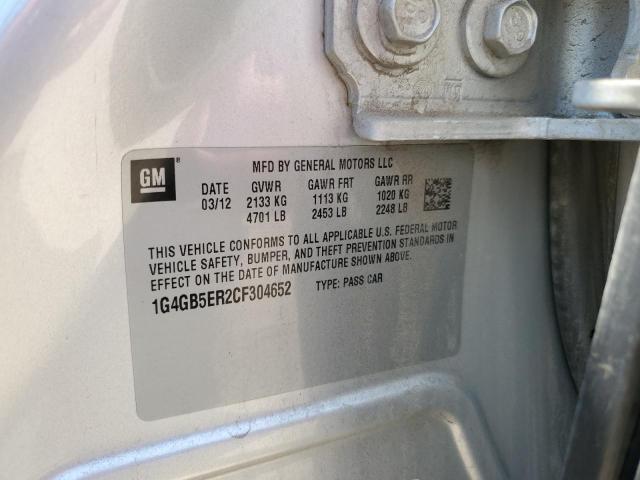 GM
MFD BY GENERAL MOTORS LLC
DATE GVWR GAWR FRT GAWR RR
03/12 2133 KG 1113 KG 1020 KG
4701 LB 2453 LB 2248 LB
THIS VEHICLE CONFORMS TO ALL APPLICABLE U.S. FEDERAL MOTOR
VEHICLE SAFETY, BUMPER, AND THEFT PREVENTION STANDARDS IN
EFFECT ON THE DATE OF MANUFACTURE SHOWN ABOVE.
1G4GB5ER2CF304652 TYPE: PASS CAR